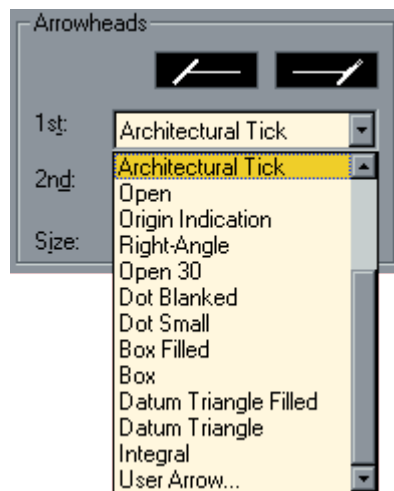 Arrowheads
1st:
Architectural Tick
2nd:
Architectural Tick
Open
Origin Indication
Size:
Right-Angle
Open 30
Dot Blanked
Dot Small
Box Filled
Box
Datum Triangle Filled
Datum Triangle
Integral
User Arrow...